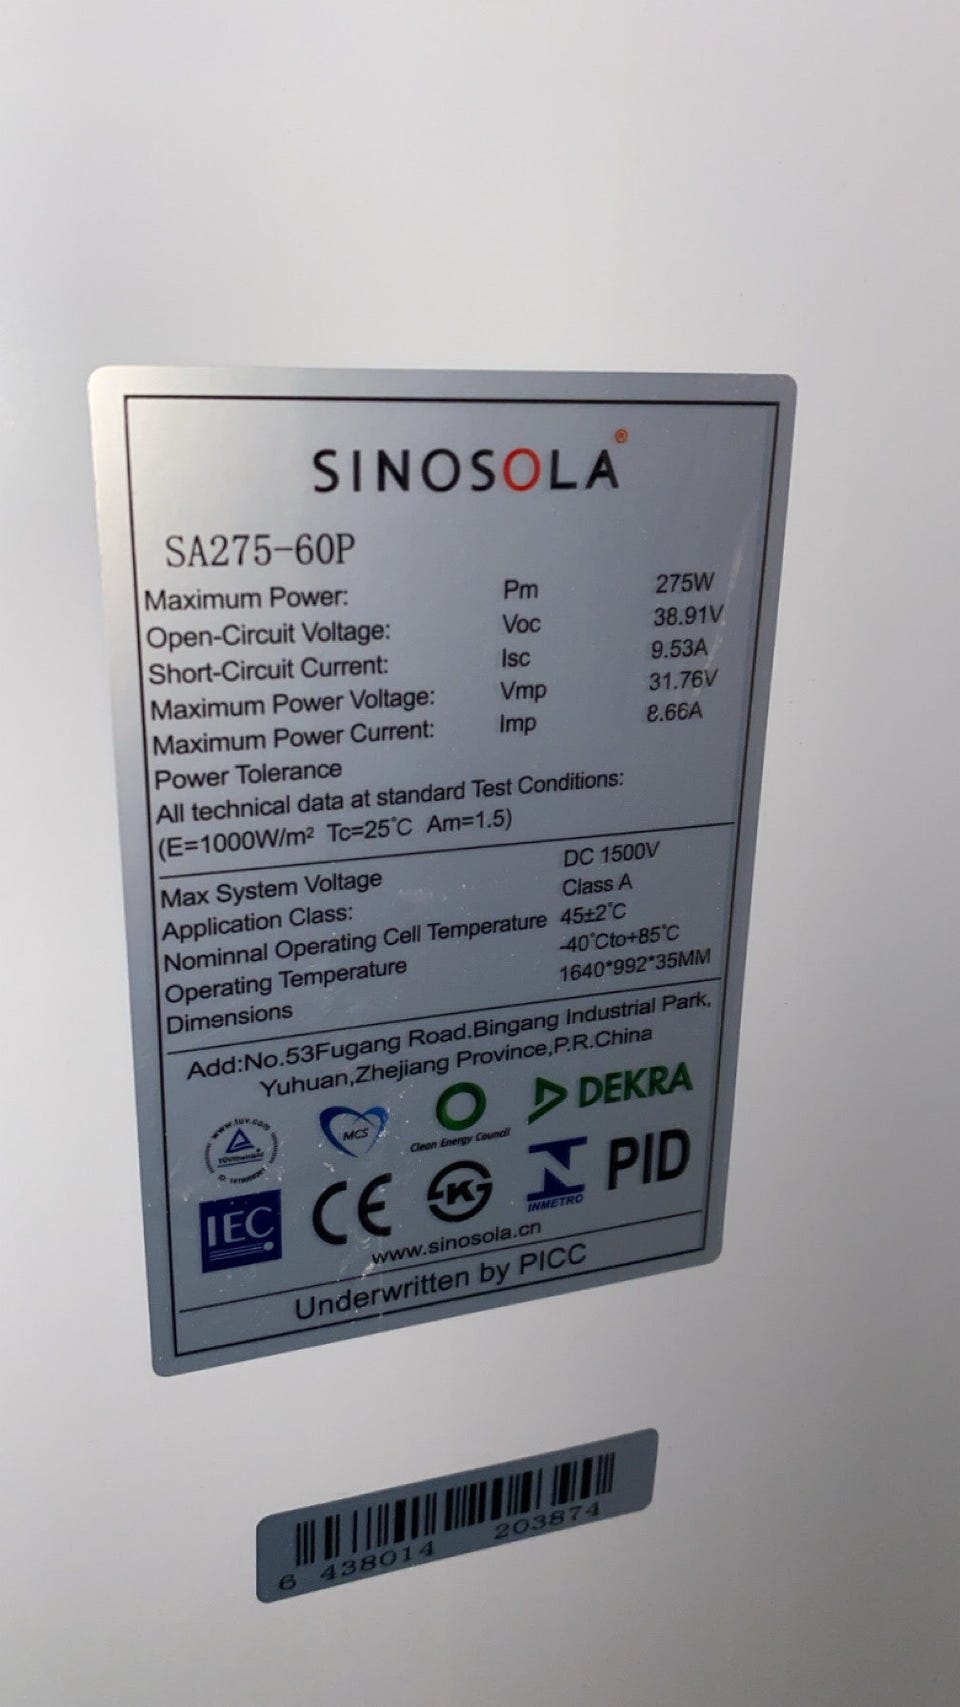 SINOSOLA®
SA275-60P
Maximum Power: Pm 275W
Open-Circuit Voltage: Voc 38.91V
Short-Circuit Current: Isc 9.53A
Maximum Power Voltage: Vmp 31.76V
Maximum Power Current: Imp 8.66A
Power Tolerance
All technical data at standard Test Conditions:
(E=1000W/m² Tc=25°C Am=1.5)
Max System Voltage DC 1500V
Application Class: Class A
Nominnal Operating Cell Temperature 45±2°C
Operating Temperature -40°Cto+85°C
Dimensions 1640*992*35MM
Add:No.53Fugang Road.Bingang Industrial Park,
Yuhuan,Zhejiang Province,P.R.China
www.tuv.com
TÜVRheinland
MCS
Clean Energy Council
DEKRA
IEC
CE
K
INMETRO
PID
www.sinosola.cn
Underwritten by PICC
6 438014 203874